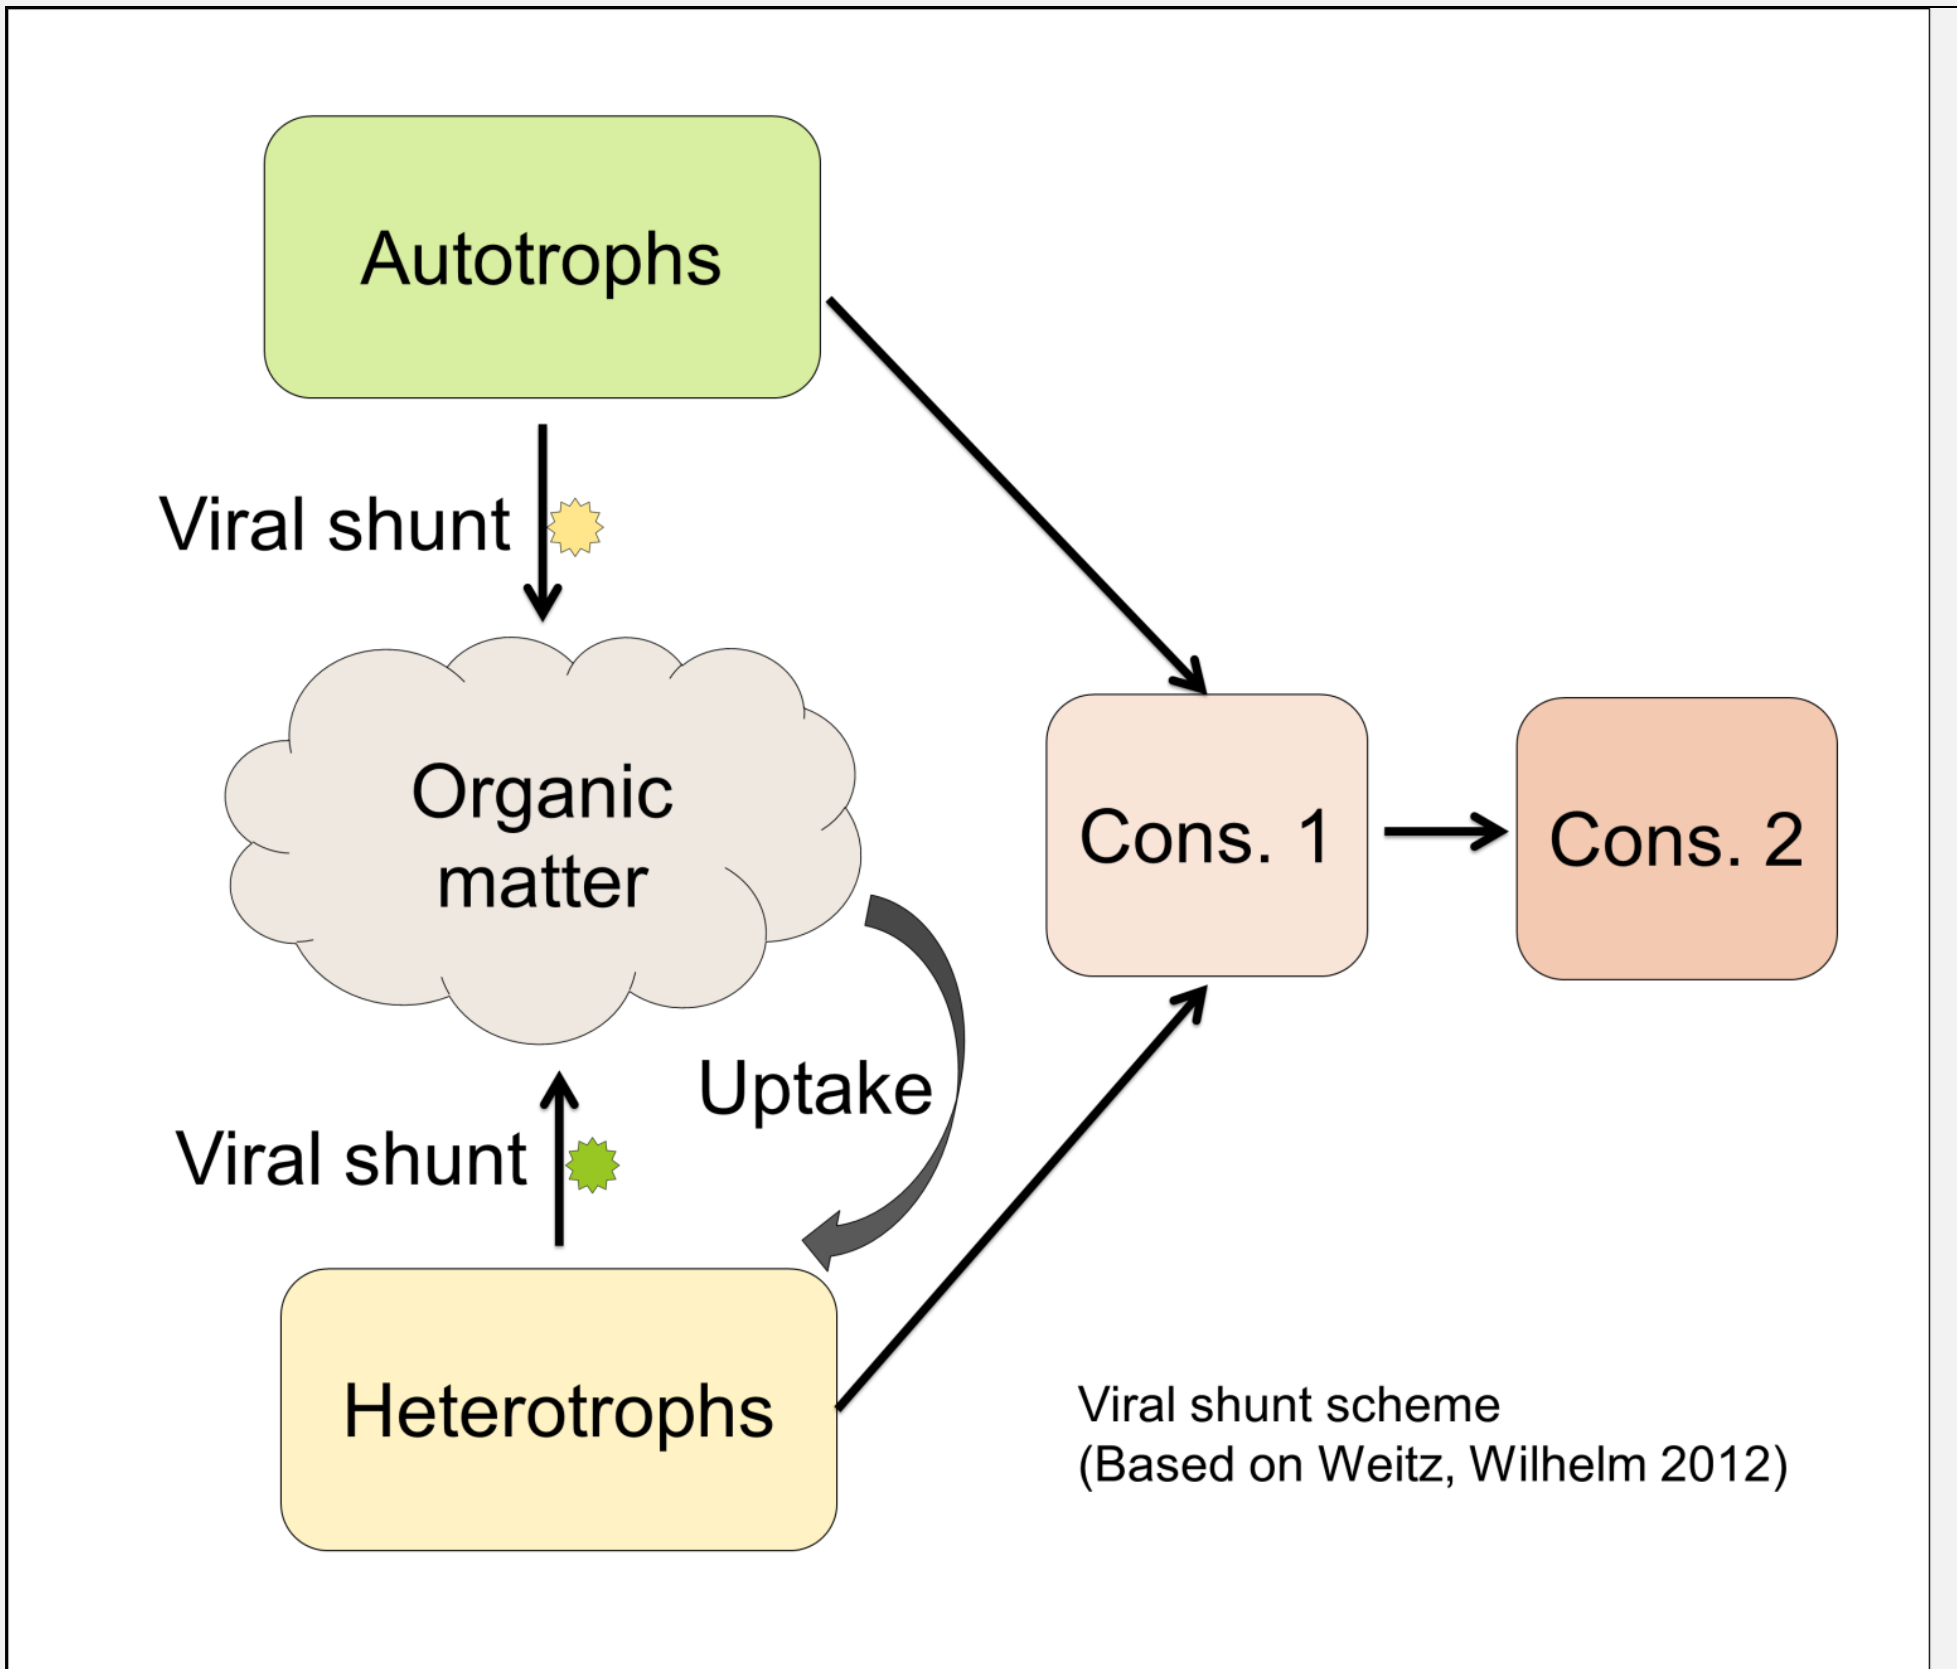 Autotrophs
Viral shunt
Organic
matter
Cons. 1
Cons. 2
Uptake
Viral shunt
Heterotrophs
Viral shunt scheme
(Based on Weitz, Wilhelm 2012)